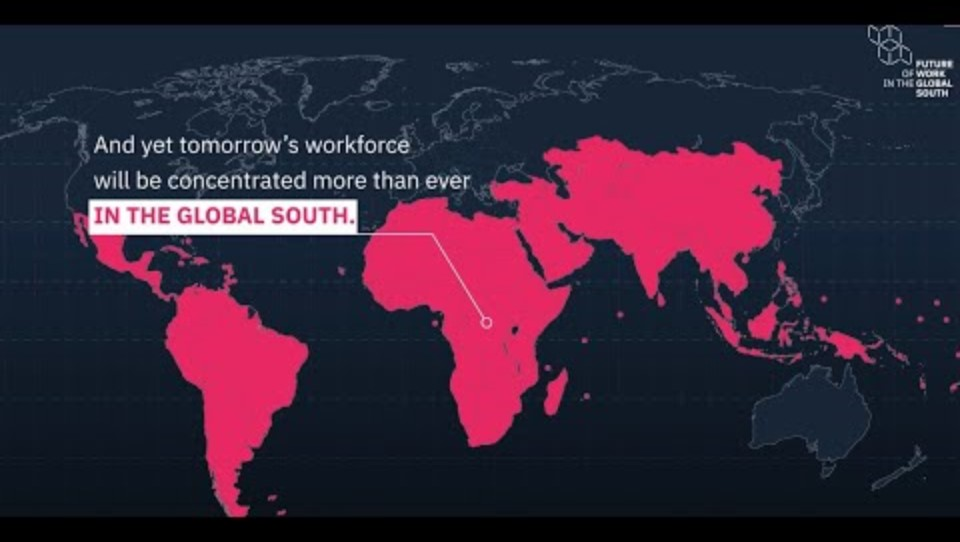 And yet tomorrow's workforce
will be concentrated more than ever
IN THE GLOBAL SOUTH.
FUTURE
OF WORK
IN THE GLOBAL
SOUTH